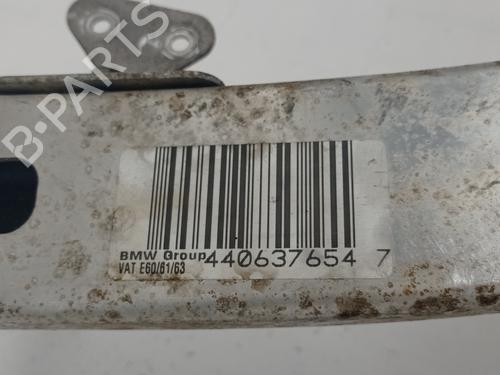 B-PARTS
BMW Group
440637654 7
VAT E60/61/63